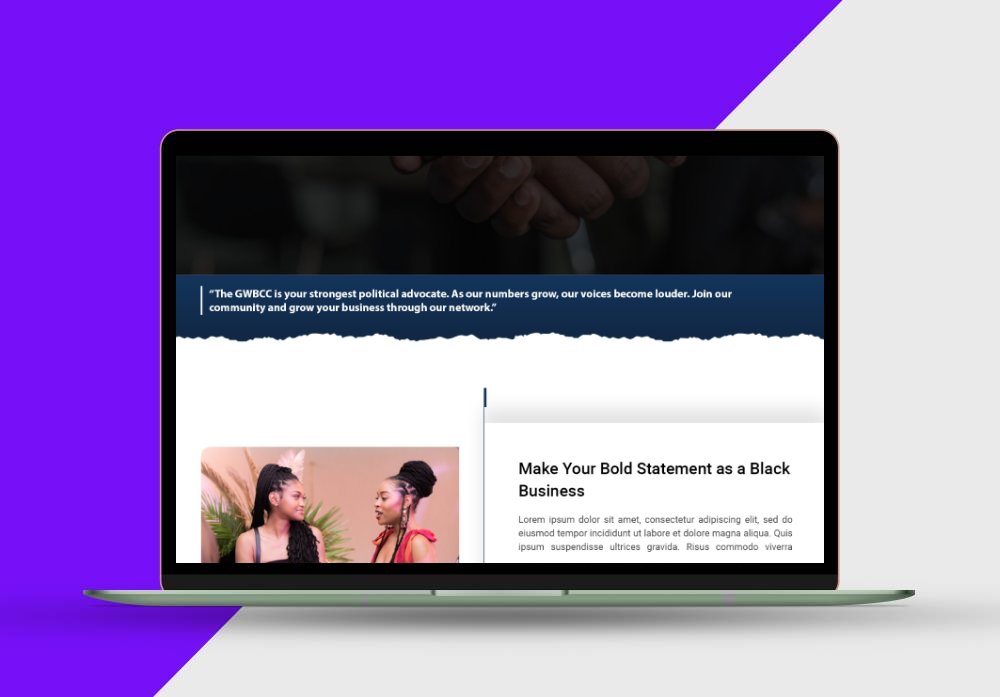 “The GWBCC is your strongest political advocate. As our numbers grow, our voices become louder. Join our
community and grow your business through our network.”
Make Your Bold Statement as a Black
Business
Lorem ipsum dolor sit amet, consectetur adipiscing elit, sed do
eiusmod tempor incididunt ut labore et dolore magna aliqua. Quis
ipsum suspendisse ultrices gravida. Risus commodo viverra